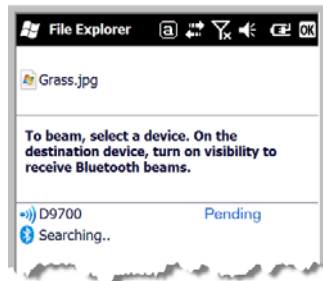 File Explorer a OK
Grass.jpg
To beam, select a device. On the
destination device, turn on visibility to
receive Bluetooth beams.
D9700 Pending
Searching..